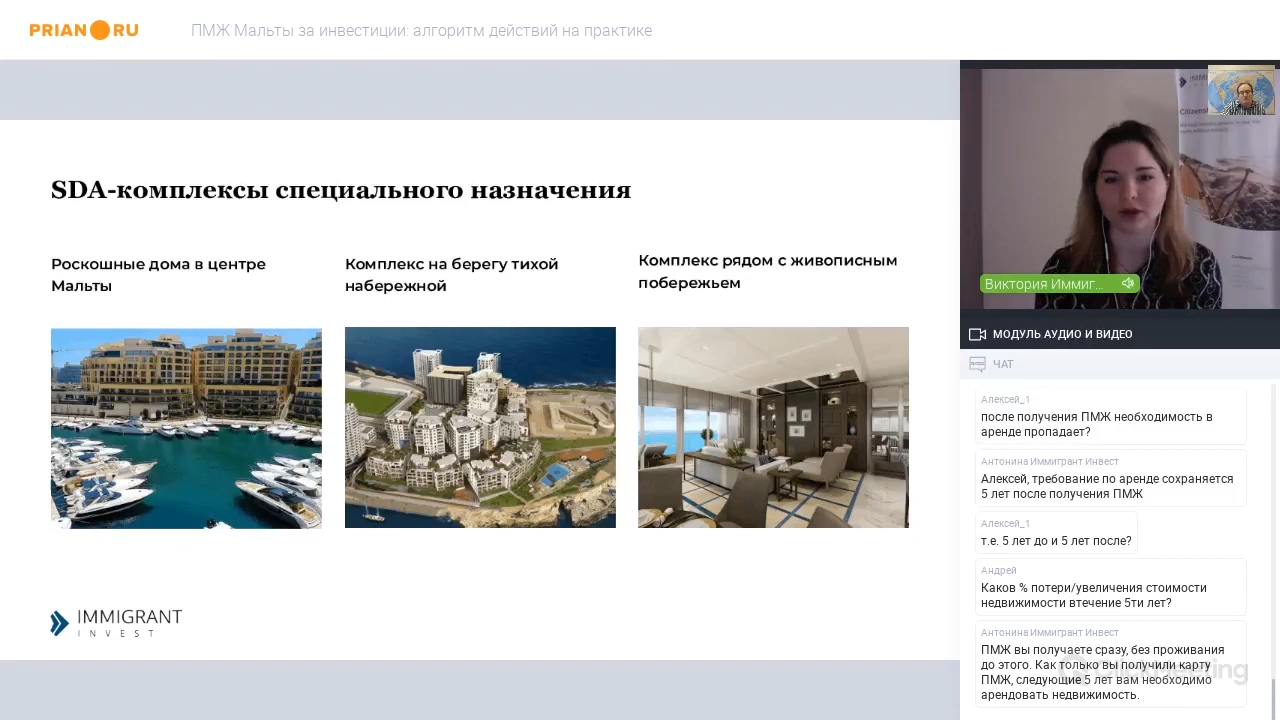 PRIAN RU
ПМЖ Мальты за инвестиции: алгоритм действий на практике
SDA-комплексы специального назначения
Роскошные дома в центре
Мальты
Комплекс на берегу тихой
набережной
Комплекс рядом с живописным
побережьем
IMMIGRANT
INVEST
Виктория Иммиг...
МОДУЛЬ АУДИО И ВИДЕО
ЧАТ
Алексей_1
после получения ПМЖ необходимость в
аренде пропадает?
Антонина Иммигрант Инвест
Алексей, требование по аренде сохраняется
5 лет после получения ПМЖ
Алексей_1
т.е. 5 лет до и 5 лет после?
Андрей
Каков % потери/увеличения стоимости
недвижимости втечение 5ти лет?
Антонина Иммигрант Инвест
ПМЖ вы получаете сразу, без проживания
до этого. Как только вы получили карту
ПМЖ, следующие 5 лет вам необходимо
арендовать недвижимость.
ClickMeeting